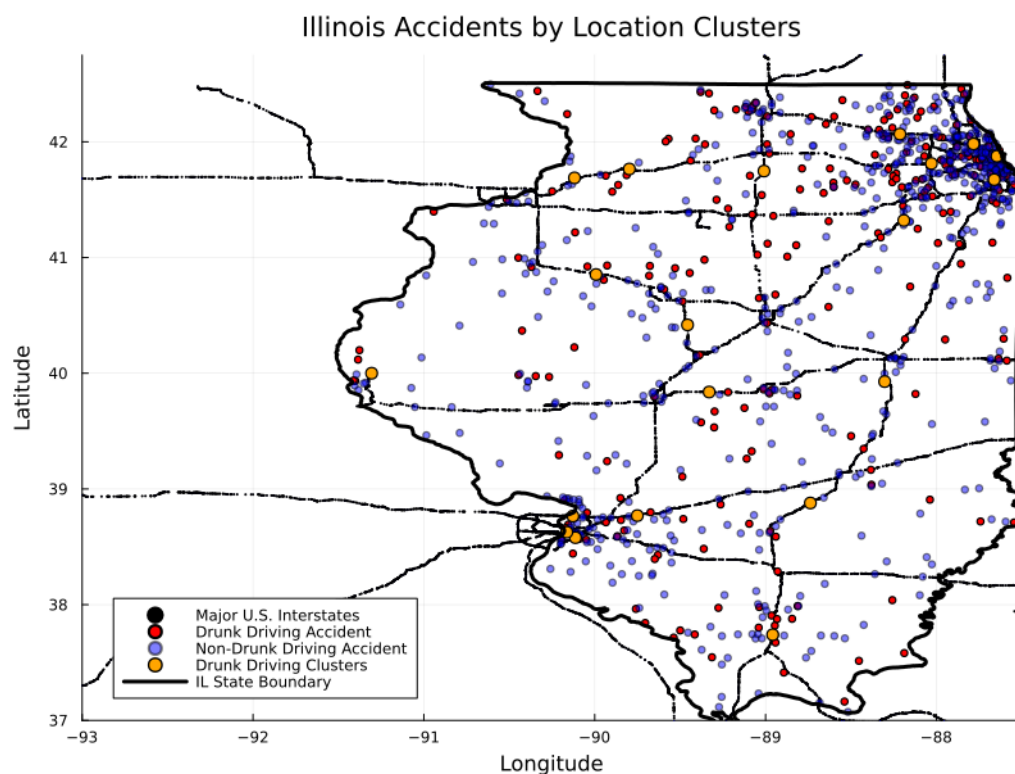 Illinois Accidents by Location Clusters
Latitude
42
41
40
39
38
37
Major U.S. Interstates
Drunk Driving Accident
Non-Drunk Driving Accident
Drunk Driving Clusters
IL State Boundary
−93
−92
−91
−90
−89
−88
Longitude